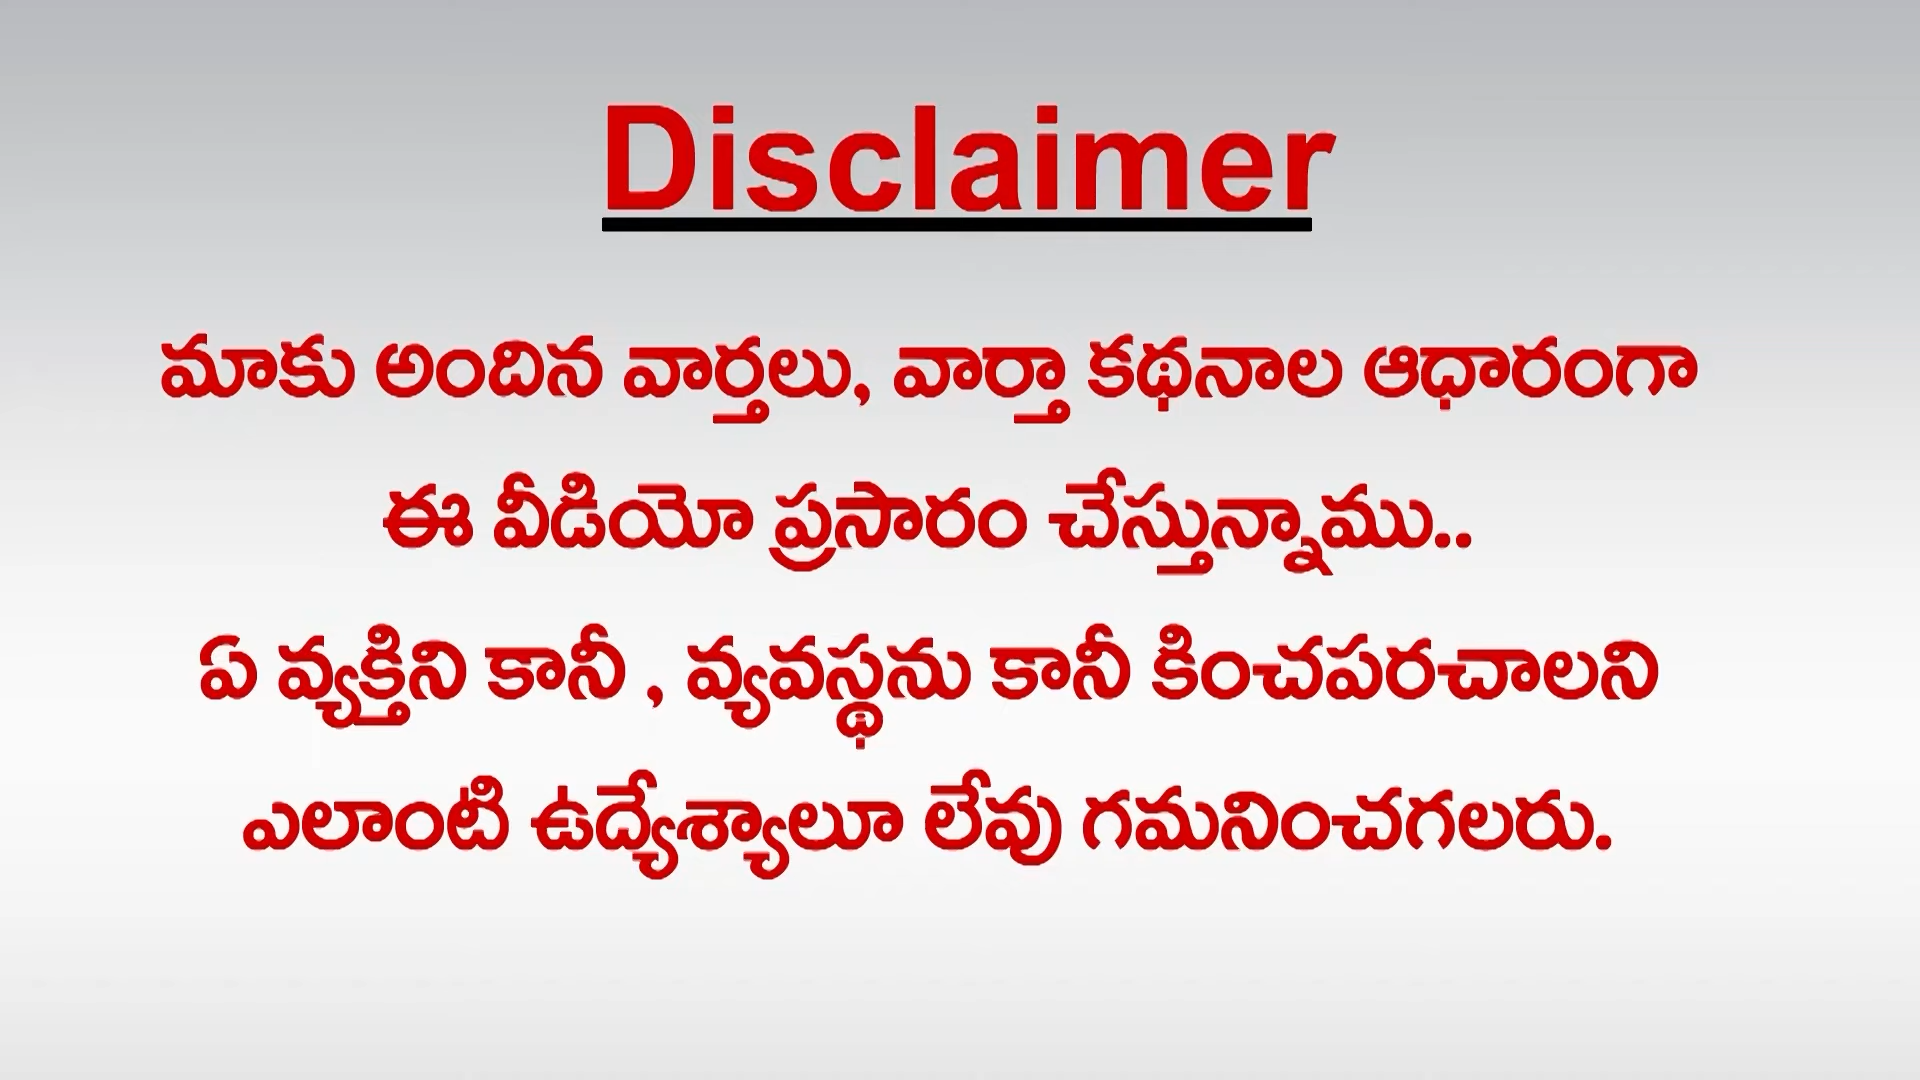 Disclaimer
మాకు అందిన వార్తలు, వార్తా కథనాల ఆధారంగా
ఈ వీడియో ప్రసారం చేస్తున్నాము..
ఏ వ్యక్తిని కానీ , వ్యవస్థను కానీ కించపరచాలని
ఎలాంటి ఉద్యేశ్యాలూ లేవు గమనించగలరు.